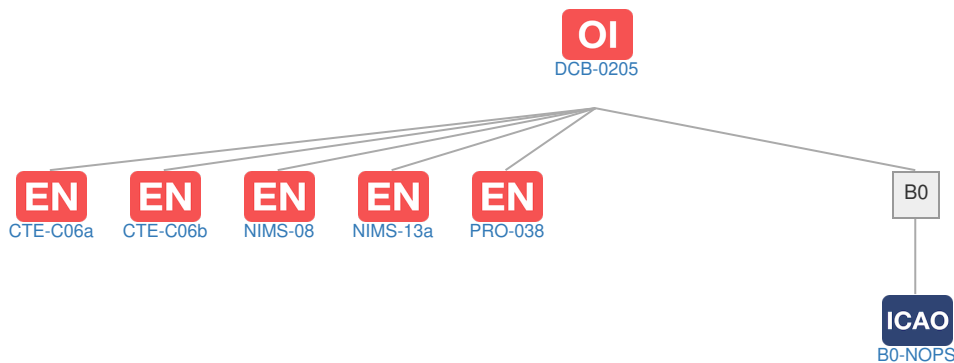 OI
DCB-0205
EN EN EN EN EN B0
CTE-C06a CTE-C06b NIMS-08 NIMS-13a PRO-038
ICAO
B0-NOPS